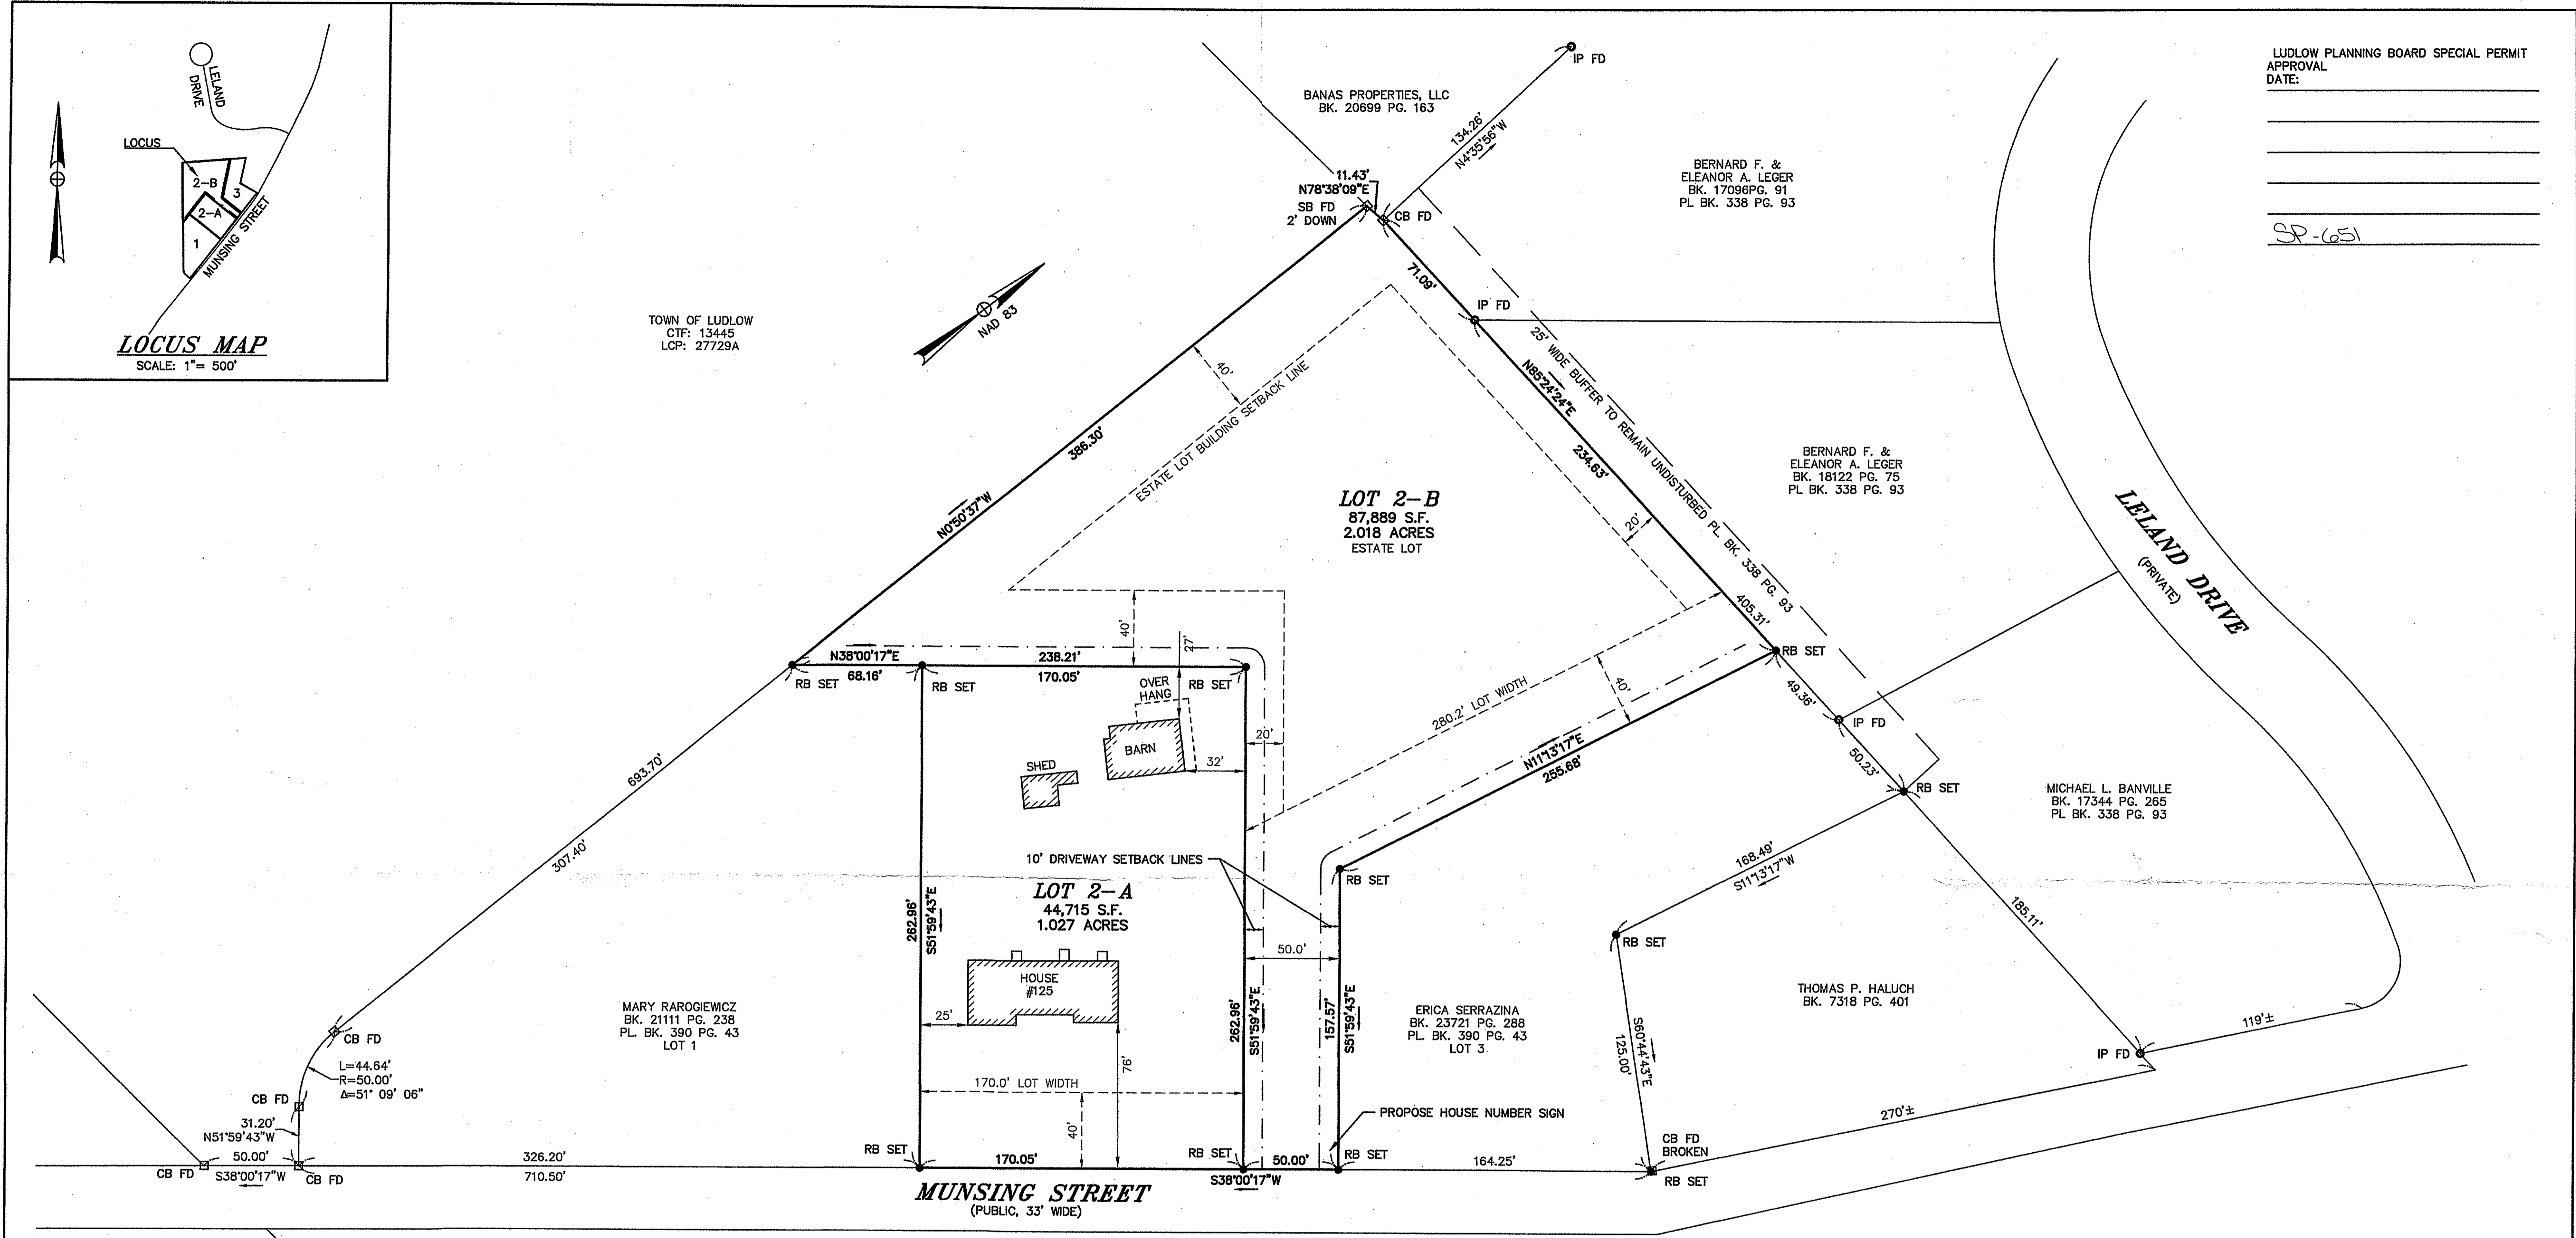 LELAND
DRIVE
LOCUS
2-B
3
2-A
1
MUNSING STREET
LOCUS MAP
SCALE: 1"= 500'
LUDLOW PLANNING BOARD SPECIAL PERMIT
APPROVAL
DATE:
SP-651
IP FD
BANAS PROPERTIES, LLC
BK. 20699 PG. 163
134.26'
N4°35'56"W
BERNARD F. &
ELEANOR A. LEGER
BK. 17096PG. 91
PL BK. 338 PG. 93
11.43'
N78°38'09"E
SB FD
2' DOWN
CB FD
71.09'
IP FD
NAD 83
TOWN OF LUDLOW
CTF: 13445
LCP: 27729A
40'
ESTATE LOT BUILDING SETBACK LINE
386.30'
N0°50'37"W
25' WIDE BUFFER TO REMAIN UNDISTURBED PL. BK. 338 PG. 93
N85°24'24"E
234.63'
20'
405.31'
LOT 2-B
87,889 S.F.
2.018 ACRES
ESTATE LOT
BERNARD F. &
ELEANOR A. LEGER
BK. 18122 PG. 75
PL BK. 338 PG. 93
LELAND DRIVE
(PRIVATE)
40'
27'
N38°00'17"E
238.21'
RB SET
68.16'
RB SET
170.05'
RB SET
OVER
HANG
BARN
20'
32'
SHED
280.2' LOT WIDTH
40'
RB SET
49.36'
IP FD
50.23'
RB SET
N11°13'17"E
255.68'
MICHAEL L. BANVILLE
BK. 17344 PG. 265
PL BK. 338 PG. 93
693.70'
307.40'
10' DRIVEWAY SETBACK LINES
LOT 2-A
44,715 S.F.
1.027 ACRES
RB SET
168.49'
S11°13'17"W
185.11'
262.96'
S51°59'43"E
50.0'
HOUSE
#125
25'
76'
262.96'
S51°59'43"E
157.57'
S51°59'43"E
RB SET
MARY RAROGIEWICZ
BK. 21111 PG. 238
PL. BK. 390 PG. 43
LOT 1
ERICA SERRAZINA
BK. 23721 PG. 288
PL. BK. 390 PG. 43
LOT 3
THOMAS P. HALUCH
BK. 7318 PG. 401
S60°44'43"E
125.00'
119'±
IP FD
CB FD
L=44.64'
R=50.00'
Δ=51° 09' 06"
CB FD
31.20'
N51°59'43"W
170.0' LOT WIDTH
40'
PROPOSE HOUSE NUMBER SIGN
270'±
CB FD
BROKEN
RB SET
CB FD
50.00'
S38°00'17"W
CB FD
326.20'
710.50'
RB SET
170.05'
RB SET
50.00'
S38°00'17"W
RB SET
164.25'
MUNSING STREET
(PUBLIC, 33' WIDE)